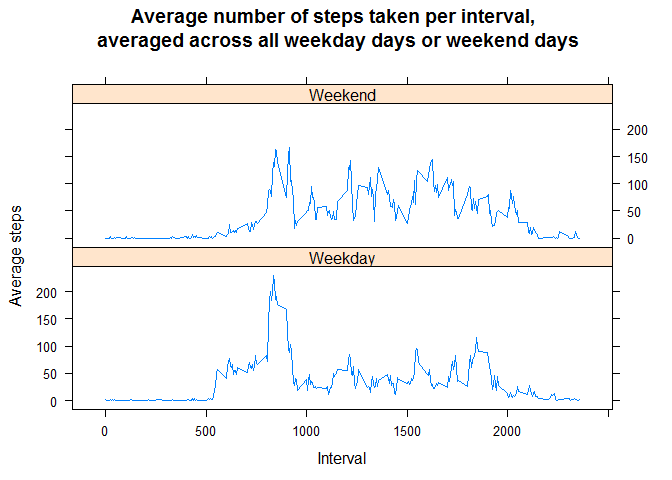 Average number of steps taken per interval,
averaged across all weekday days or weekend days
Weekend
200
150
100
50
0
Weekday
200
150
100
50
0
Average steps
0 500 1000 1500 2000
Interval